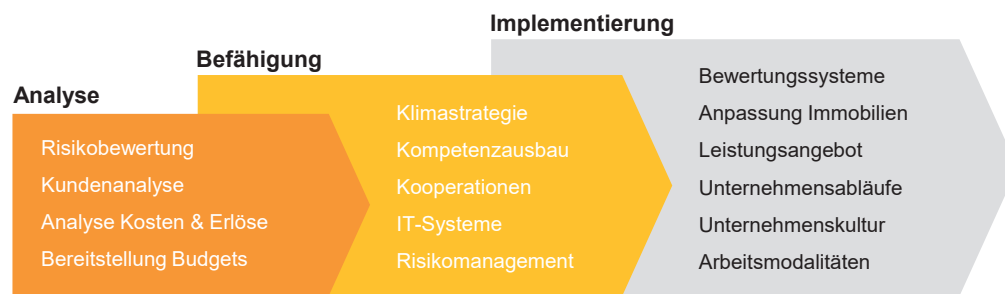 Analyse
Risikobewertung
Kundenanalyse
Analyse Kosten & Erlöse
Bereitstellung Budgets
Befähigung
Klimastrategie
Kompetenzausbau
Kooperationen
IT-Systeme
Risikomanagement
Implementierung
Bewertungssysteme
Anpassung Immobilien
Leistungsangebot
Unternehmensabläufe
Unternehmenskultur
Arbeitsmodalitäten